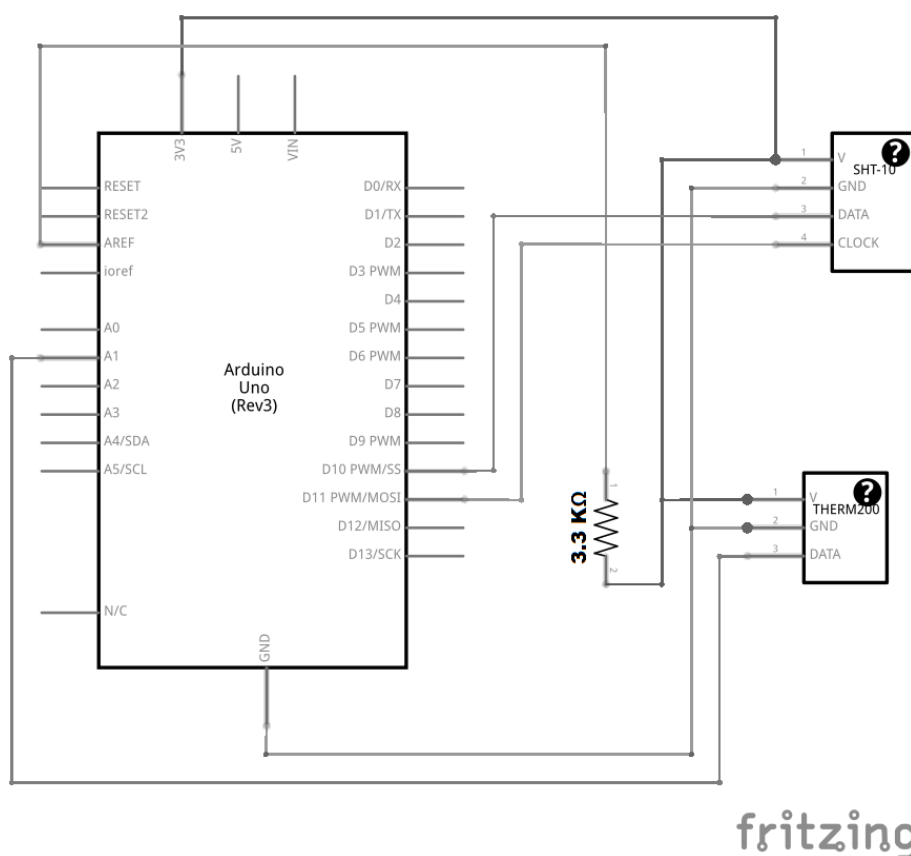 3V3
5V
VIN
RESET
RESET2
AREF
ioref
A0
A1
A2
A3
A4/SDA
A5/SCL
N/C
Arduino
Uno
(Rev3)
D0/RX
D1/TX
D2
D3 PWM
D4
D5 PWM
D6 PWM
D7
D8
D9 PWM
D10 PWM/SS
D11 PWM/MOSI
D12/MISO
D13/SCK
GND
1
3.3 KΩ
2
?
SHT-10
1 V
2 GND
3 DATA
4 CLOCK
?
THERM200
1 V
2 GND
3 DATA
fritzing